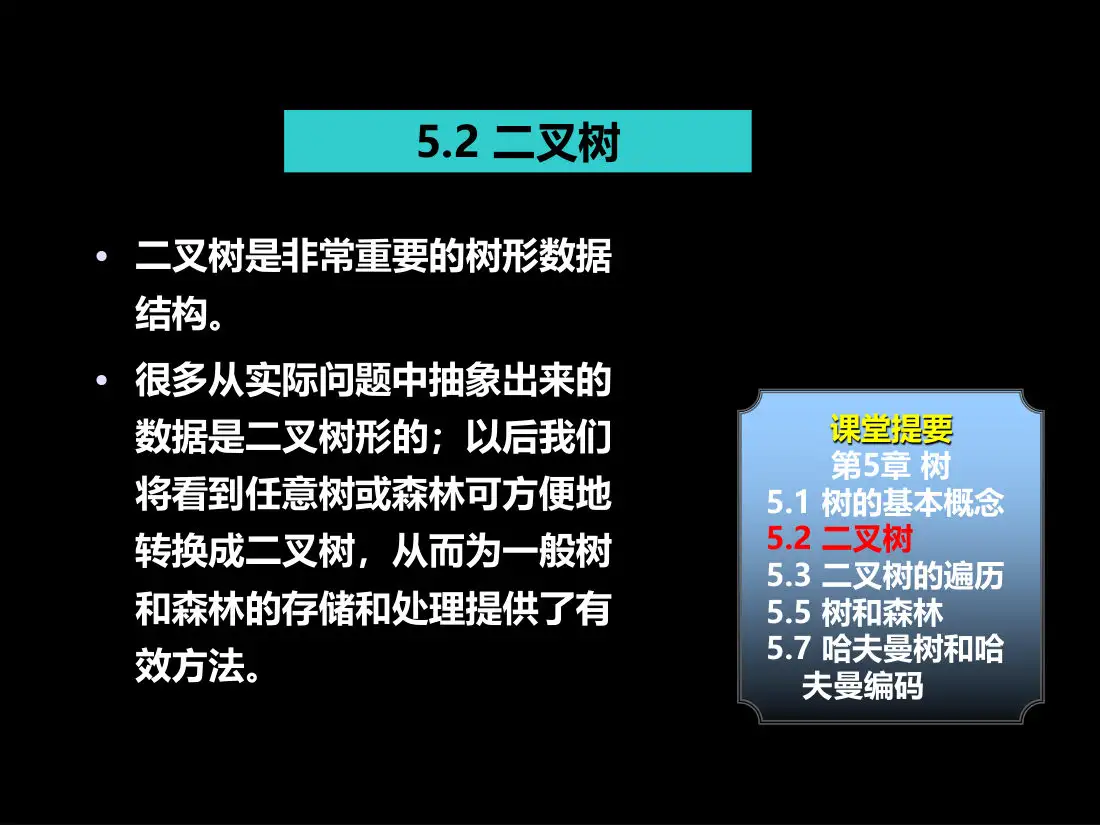 5.2 二叉树
• 二叉树是非常重要的树形数据
结构。
• 很多从实际问题中抽象出来的
数据是二叉树形的；以后我们
将看到任意树或森林可方便地
转换成二叉树，从而为一般树
和森林的存储和处理提供了有
效方法。
课堂提要
第5章 树
5.1 树的基本概念
5.2 二叉树
5.3 二叉树的遍历
5.5 树和森林
5.7 哈夫曼树和哈
夫曼编码